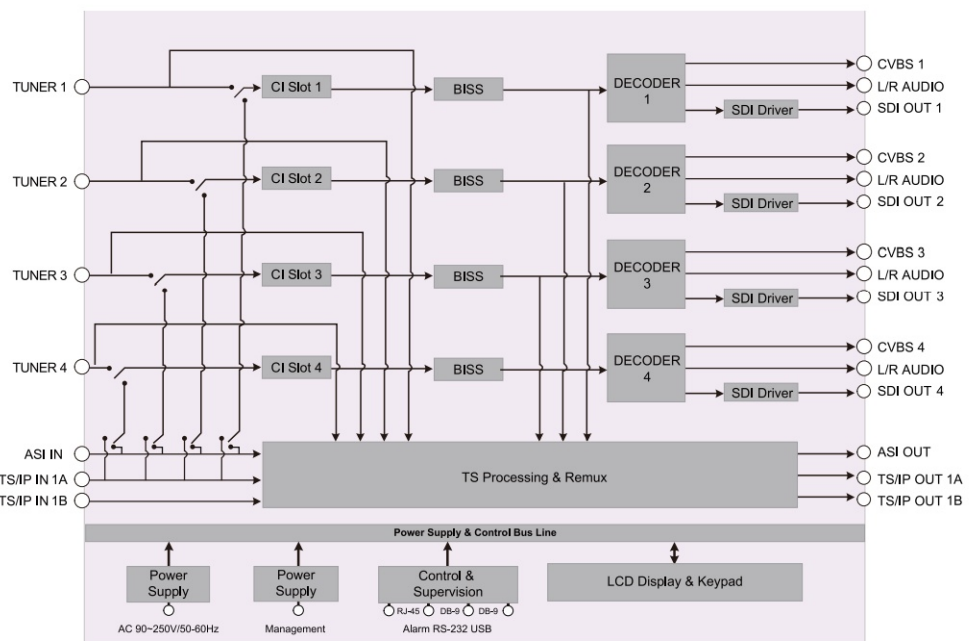 TUNER 1
CI Slot 1
BISS
DECODER
1
CVBS 1
L/R AUDIO
SDI Driver
SDI OUT 1
TUNER 2
CI Slot 2
BISS
DECODER
2
CVBS 2
L/R AUDIO
SDI Driver
SDI OUT 2
TUNER 3
CI Slot 3
BISS
DECODER
3
CVBS 3
L/R AUDIO
SDI Driver
SDI OUT 3
TUNER 4
CI Slot 4
BISS
DECODER
4
CVBS 4
L/R AUDIO
SDI Driver
SDI OUT 4
ASI IN
TS/IP IN 1A
TS/IP IN 1B
TS Processing & Remux
ASI OUT
TS/IP OUT 1A
TS/IP OUT 1B
Power Supply & Control Bus Line
Power
Supply
AC 90~250V/50-60Hz
Power
Supply
Management
Control &
Supervision
RJ-45 DB-9 DB-9
Alarm RS-232 USB
LCD Display & Keypad